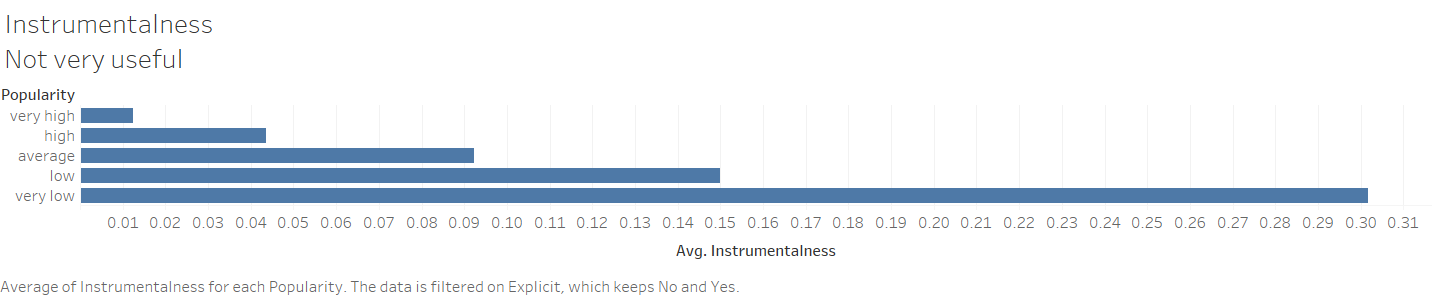 Instrumentalness
Not very useful
Popularity
very high
high
average
low
very low
0.01 0.02 0.03 0.04 0.05 0.06 0.07 0.08 0.09 0.10 0.11 0.12 0.13 0.14 0.15 0.16 0.17 0.18 0.19 0.20 0.21 0.22 0.23 0.24 0.25 0.26 0.27 0.28 0.29 0.30 0.31
Avg. Instrumentalness
Average of Instrumentalness for each Popularity. The data is filtered on Explicit, which keeps No and Yes.